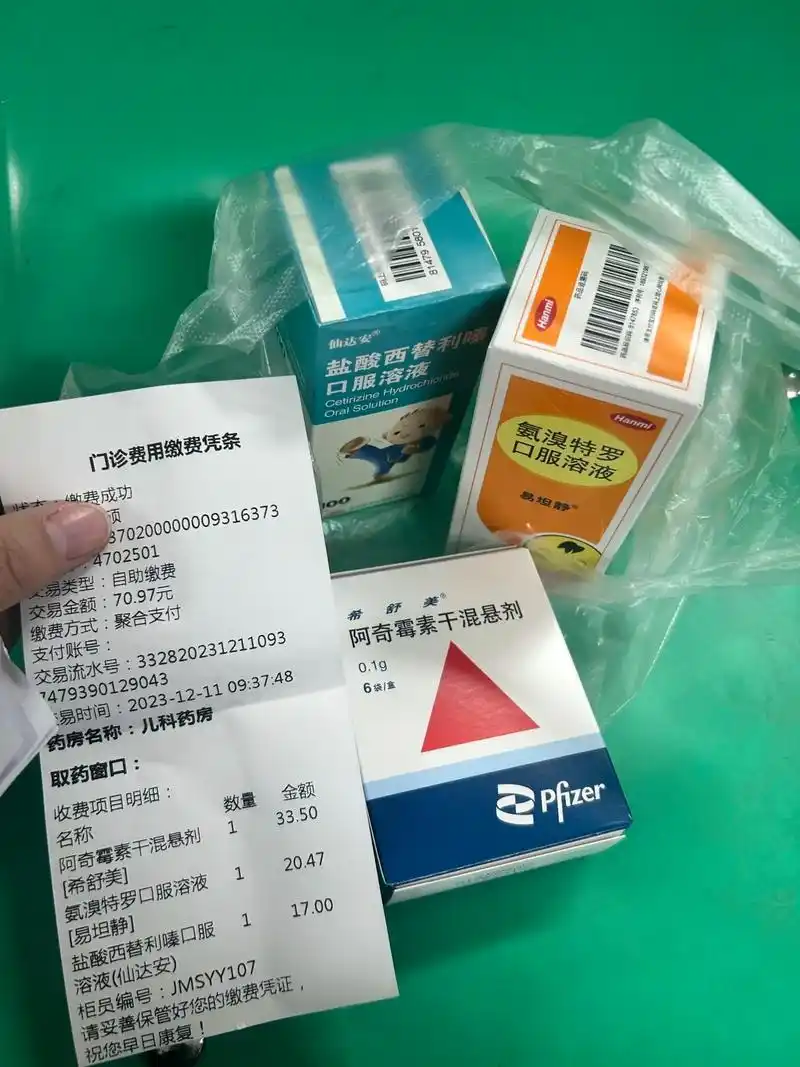 门诊费用缴费凭条
缴费成功
370200000009316373
4702501
交易类型：自助缴费
交易金额：70.97元
缴费方式：聚合支付
支付账号：
交易流水号：332820231211093
7479390129043
交易时间：2023-12-11 09:37:48
药房名称：儿科药房
取药窗口：
收费项目明细：
名称 数量 金额
阿奇霉素干混悬剂 1 33.50
[希舒美]
氨溴特罗口服溶液 1 20.47
[易坦静]
盐酸西替利嗪口服 1 17.00
溶液(仙达安)
柜员编号：JMSYY107
请妥善保管好您的缴费凭证，
祝您早日康复！
仙达安®
盐酸西替利嗪
口服溶液
Cetirizine Hydrochloride
Oral Solution
Hanmi
药品追溯码
Hanmi
氨溴特罗
口服溶液
易坦静®
希舒美®
阿奇霉素干混悬剂
0.1g
6袋/盒
Pfizer